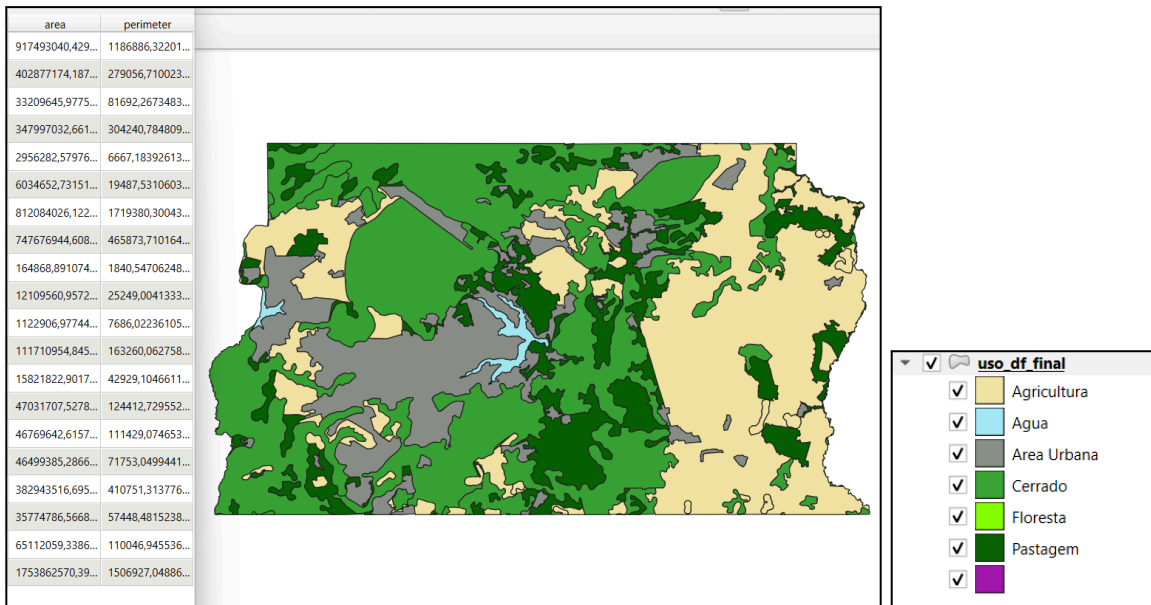 area perimeter
917493040,429... 1186886,32201...
402877174,187... 279056,710023...
33209645,9775... 81692,2673483...
347997032,661... 304240,784809...
2956282,57976... 6667,18392613...
6034652,73151... 19487,5310603...
812084026,122... 1719380,30043...
747676944,608... 465873,710164...
164868,891074... 1840,54706248...
12109560,9572... 25249,0041333...
1122906,97744... 7686,02236105...
111710954,845... 163260,062758...
15821822,9017... 42929,1046611...
47031707,5278... 124412,729552...
46769642,6157... 111429,074653...
46499385,2866... 71753,0499441...
382943516,695... 410751,313776...
35774786,5668... 57448,4815238...
65112059,3386... 110046,945536...
1753862570,39... 1506927,04886...
uso_df_final
Agricultura
Agua
Area Urbana
Cerrado
Floresta
Pastagem